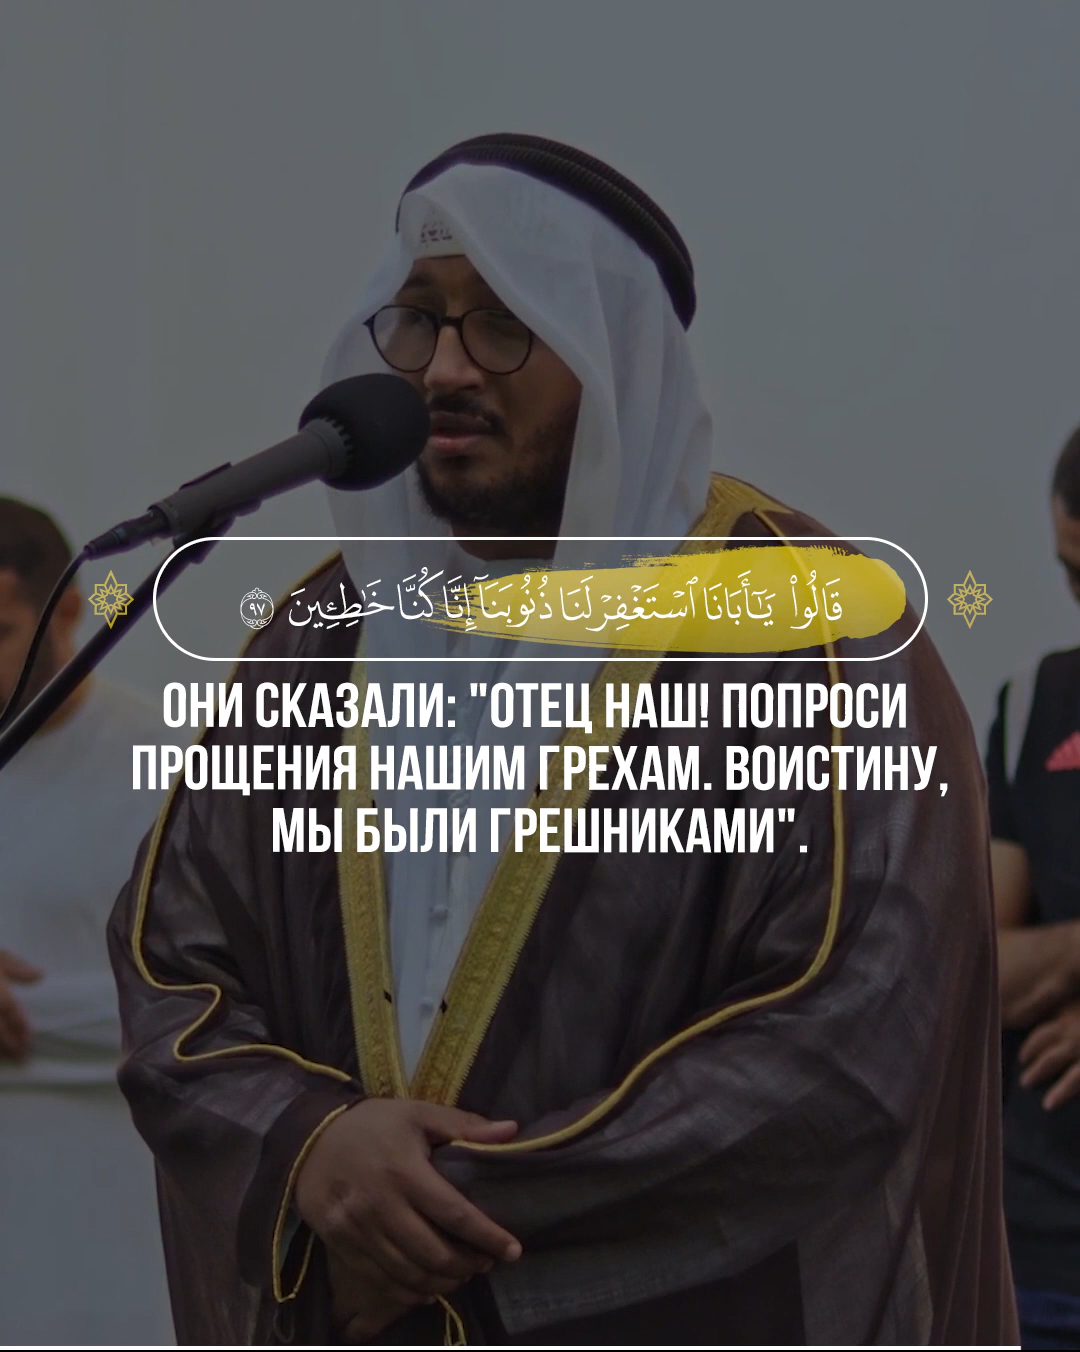 قَالُوا۟ يَـٰٓأَبَانَا ٱسْتَغْفِرْ لَنَا ذُنُوبَنَآ إِنَّا كُنَّا خَـٰطِـِٔينَ ٩٧
ОНИ СКАЗАЛИ: "ОТЕЦ НАШ! ПОПРОСИ
ПРОЩЕНИЯ НАШИМ ГРЕХАМ. ВОИСТИНУ,
МЫ БЫЛИ ГРЕШНИКАМИ".